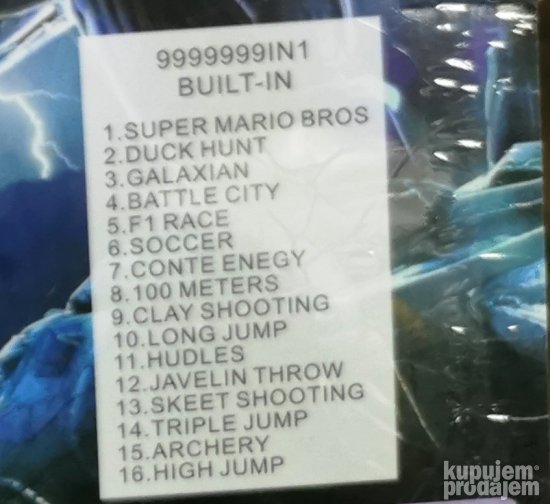 9999999IN1
BUILT-IN
1.SUPER MARIO BROS
2.DUCK HUNT
3.GALAXIAN
4.BATTLE CITY
5.F1 RACE
6.SOCCER
7.CONTE ENEGY
8.100 METERS
9.CLAY SHOOTING
10.LONG JUMP
11.HUDLES
12.JAVELIN THROW
13.SKEET SHOOTING
14.TRIPLE JUMP
15.ARCHERY
16.HIGH JUMP
kupujem
prodajem